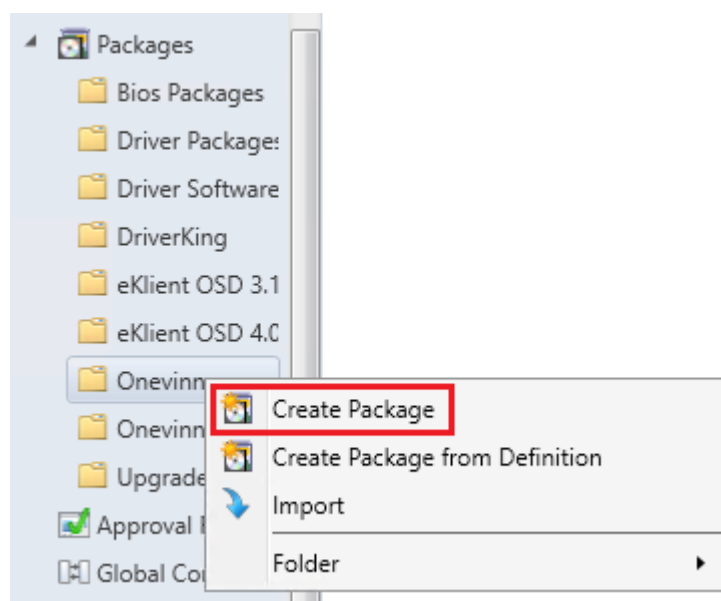 Packages
Bios Packages
Driver Package
Driver Software
DriverKing
eKlient OSD 3.1
eKlient OSD 4.0
Onevinn
Create Package
Onevinn
Create Package from Definition
Upgrade
Import
Approval
Folder
Global